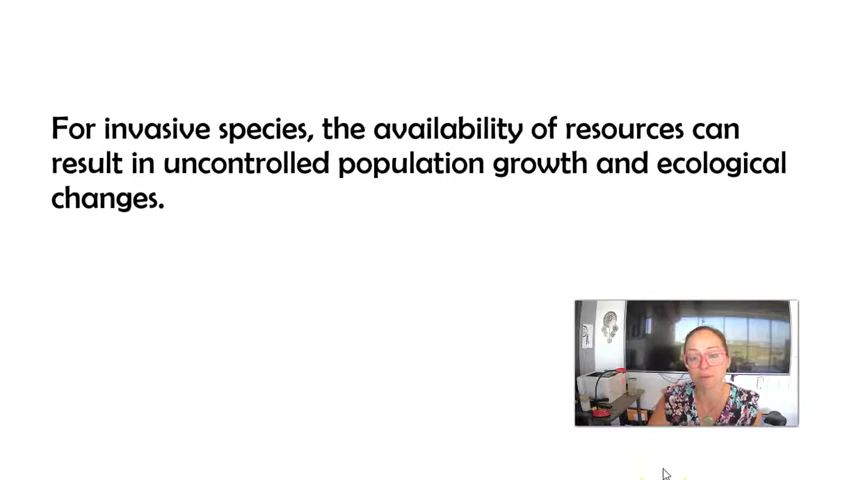 For invasive species, the availability of resources can
result in uncontrolled population growth and ecological
changes.